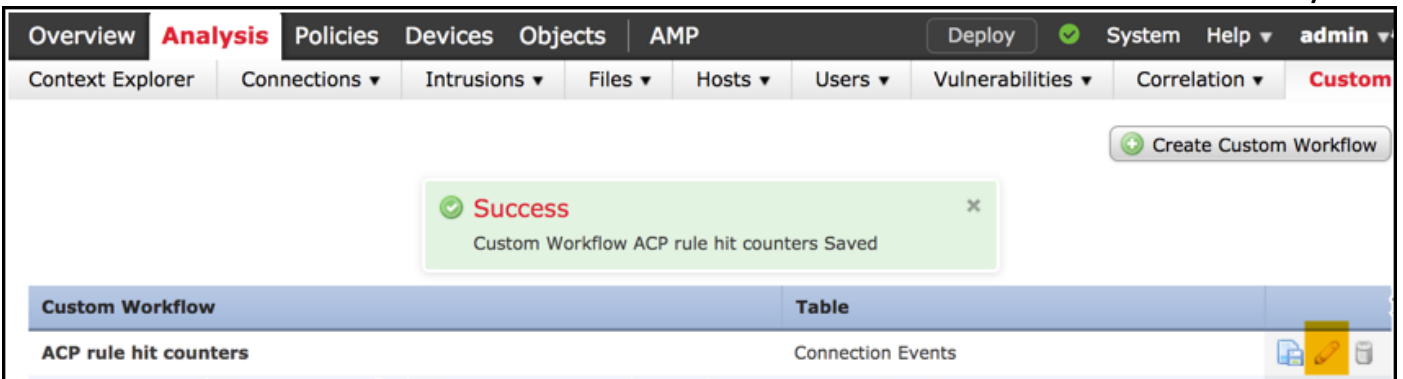 Overview Analysis Policies Devices Objects AMP Deploy System Help admin
Context Explorer Connections Intrusions Files Hosts Users Vulnerabilities Correlation Custom
Create Custom Workflow
Success
Custom Workflow ACP rule hit counters Saved
Custom Workflow Table
ACP rule hit counters Connection Events